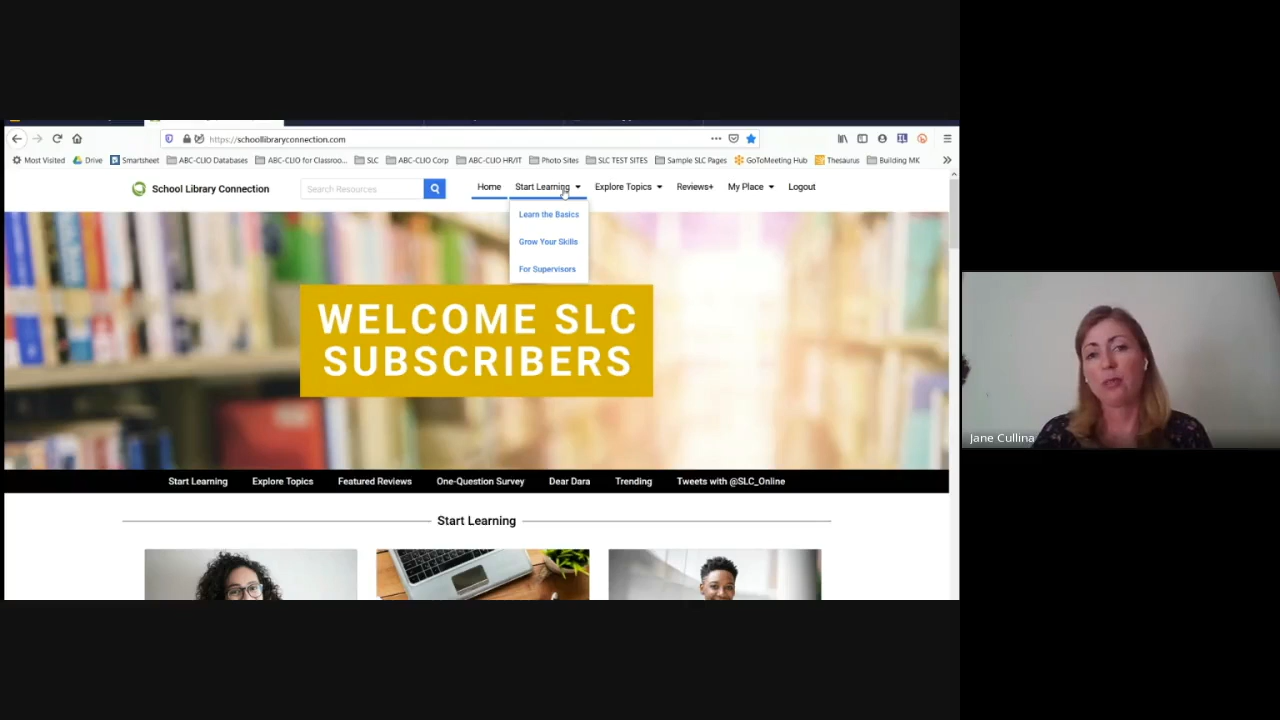 https://schoollibraryconnection.com
Most Visited Drive Smartsheet ABC-CLIO Databases ABC-CLIO for Classroo... SLC ABC-CLIO Corp ABC-CLIO HR/IT Photo Sites SLC TEST SITES Sample SLC Pages GoToMeeting Hub Thesaurus Building MK
School Library Connection Search Resources Home Start Learning Explore Topics Reviews+ My Place Logout
Learn the Basics
Grow Your Skills
For Supervisors
WELCOME SLC
SUBSCRIBERS
Jane Cullina
Start Learning Explore Topics Featured Reviews One-Question Survey Dear Dara Trending Tweets with @SLC_Online
Start Learning